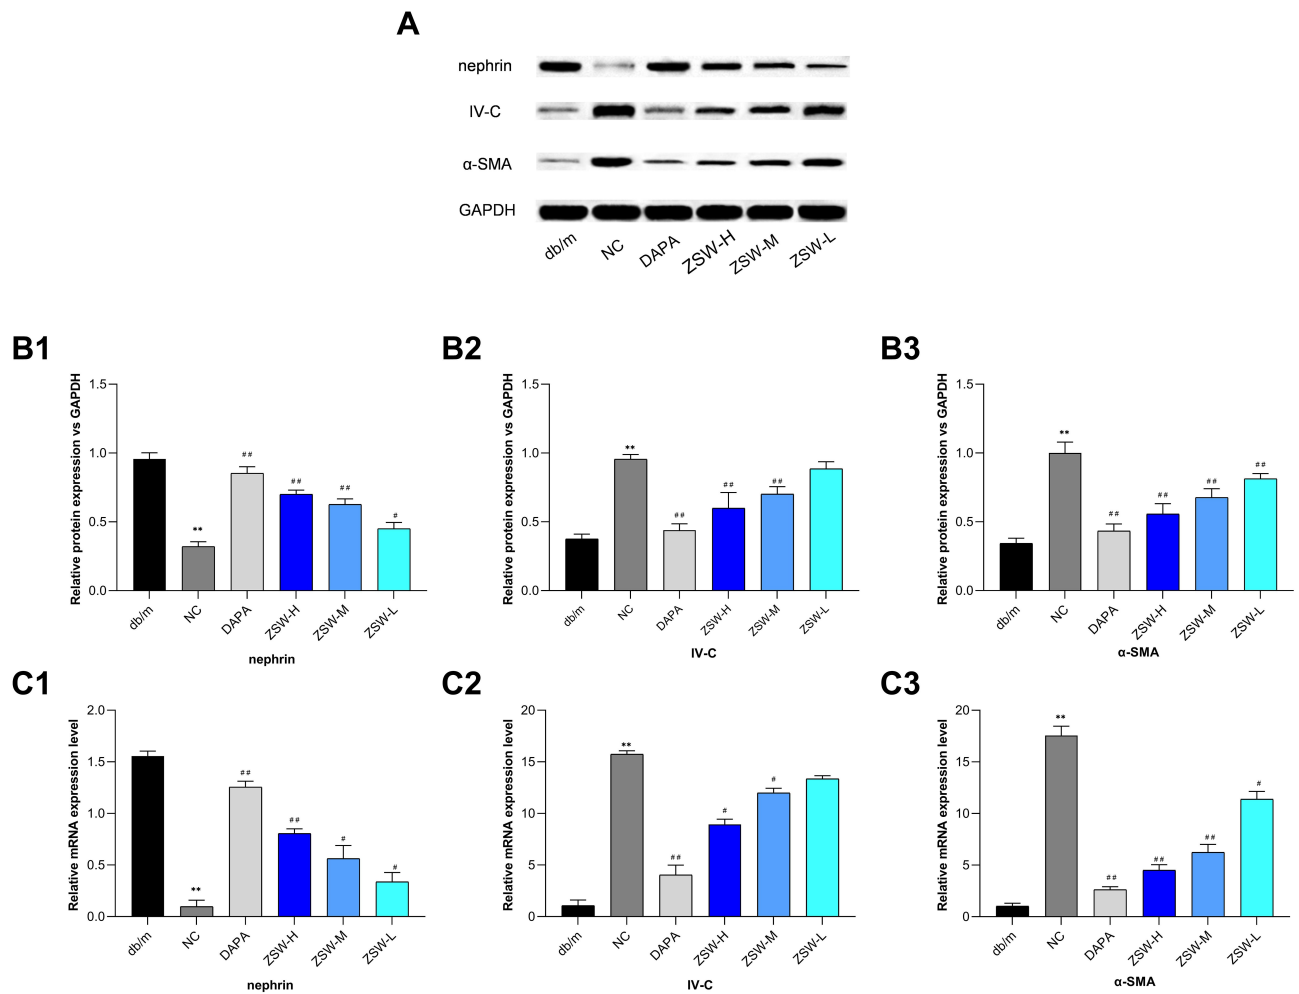 A
nephrin
IV-C
α-SMA
GAPDH
db/m NC DAPA ZSW-H ZSW-M ZSW-L
B1
Relative protein expression vs GAPDH
1.5
1.0
0.5
0.0
**
##
##
##
#
db/m NC DAPA ZSW-H ZSW-M ZSW-L
nephrin
B2
Relative protein expression vs GAPDH
1.5
1.0
0.5
0.0
**
##
##
##
db/m NC DAPA ZSW-H ZSW-M ZSW-L
IV-C
B3
Relative protein expression vs GAPDH
1.5
1.0
0.5
0.0
**
##
##
##
##
db/m NC DAPA ZSW-H ZSW-M ZSW-L
α-SMA
C1
Relative mRNA expression level
2.0
1.5
1.0
0.5
0.0
**
##
##
#
#
db/m NC DAPA ZSW-H ZSW-M ZSW-L
nephrin
C2
Relative mRNA expression level
20
15
10
5
0
**
##
#
#
db/m NC DAPA ZSW-H ZSW-M ZSW-L
IV-C
C3
Relative mRNA expression level
20
15
10
5
0
**
##
##
##
#
db/m NC DAPA ZSW-H ZSW-M ZSW-L
α-SMA